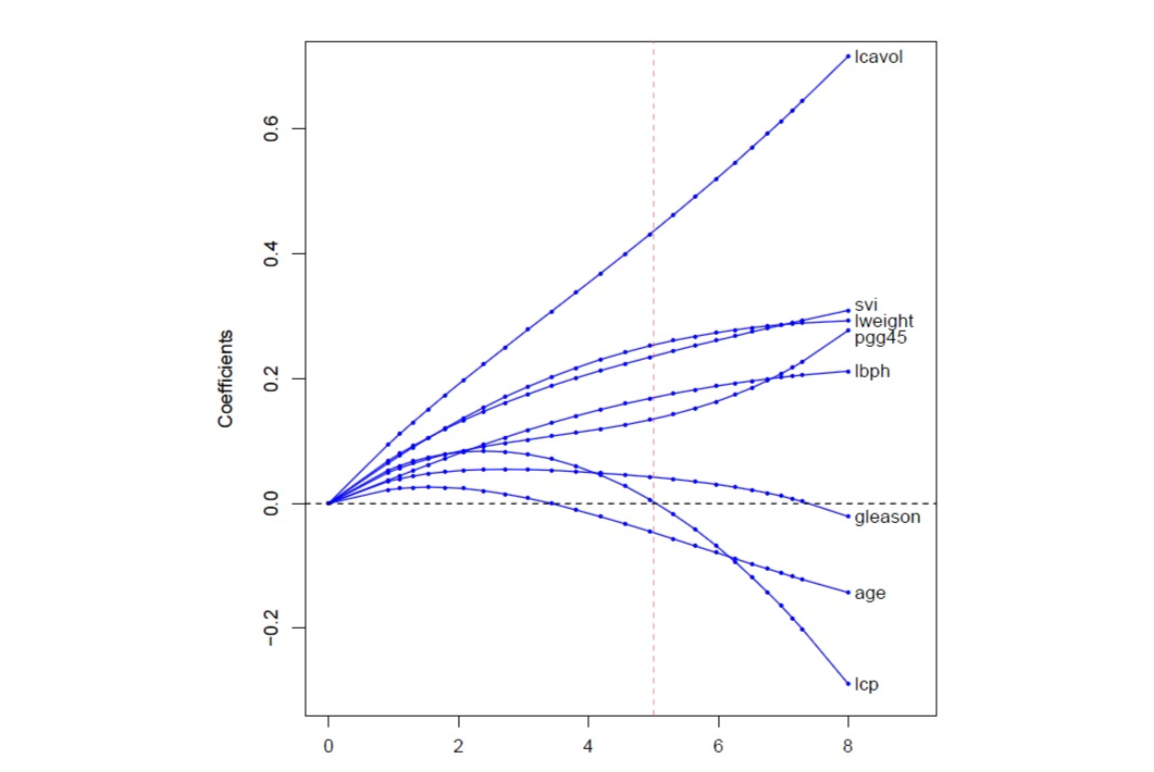 lcavol
0.6
0.4
svi
lweight
pgg45
lbph
Coefficients
0.2
0.0
gleason
age
−0.2
lcp
0 2 4 6 8